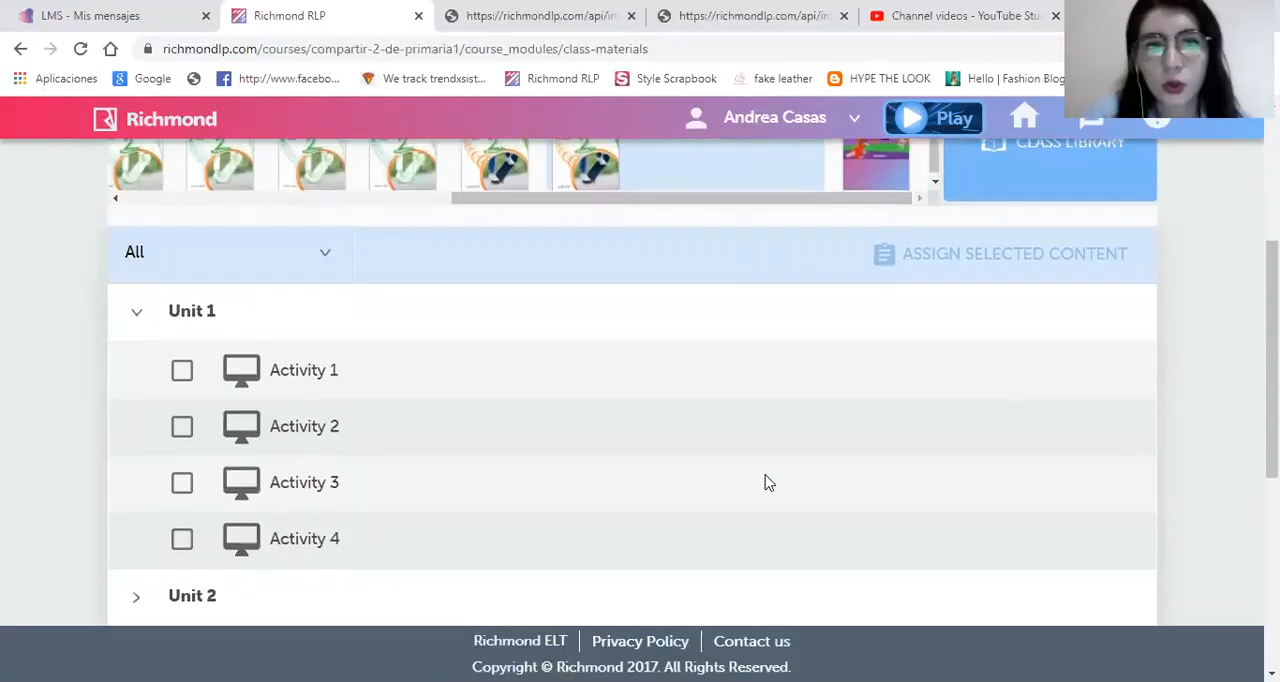 LMS - Mis mensajes
Richmond RLP
https://richmondlp.com/api/in
https://richmondlp.com/api/in
Channel videos - YouTube Stu
richmondlp.com/courses/compartir-2-de-primaria1/course_modules/class-materials
Aplicaciones
Google
http://www.facebo...
We track trendxsist...
Richmond RLP
Style Scrapbook
fake leather
HYPE THE LOOK
Hello | Fashion Blog
Richmond
Andrea Casas
Play
CLASS LIBRARY
All
ASSIGN SELECTED CONTENT
Unit 1
Activity 1
Activity 2
Activity 3
Activity 4
Unit 2
Richmond ELT
Privacy Policy
Contact us
Copyright © Richmond 2017. All Rights Reserved.